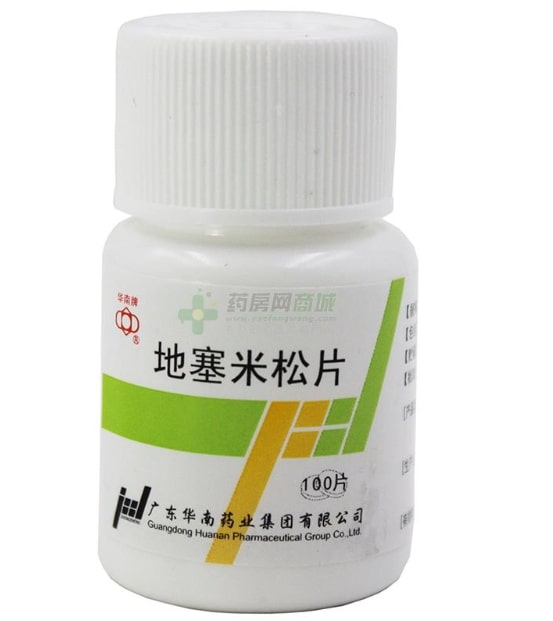 华南牌
药房网商城
www.yaofangwang.com
地塞米松片
100片
广东华南药业集团有限公司
Guangdong Huanan Pharmaceutical Group Co.,Ltd.